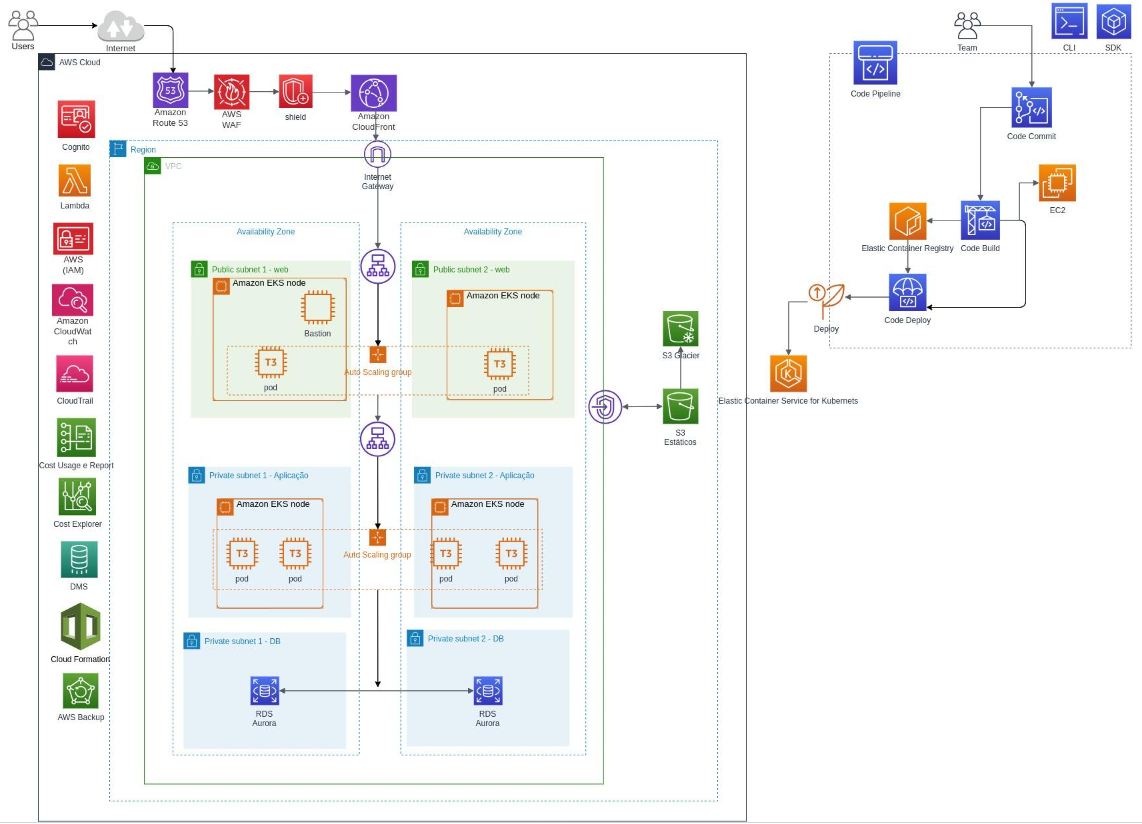 Users
Internet
Team
CLI
SDK
AWS Cloud
Code Pipeline
53
Amazon
Route 53
AWS
WAF
shield
Amazon
CloudFront
Code Commit
Cognito
Region
VPC
Internet
Gateway
Lambda
EC2
Availability Zone
Availability Zone
Elastic Container Registry
Code Build
AWS
(IAM)
Public subnet 1 - web
Public subnet 2 - web
Amazon EKS node
Amazon EKS node
Bastion
Amazon
CloudWat
ch
Code Deploy
Deploy
T3
pod
T3
pod
Auto Scaling group
S3 Glacier
CloudTrail
Elastic Container Service for Kubernetes
S3
Estáticos
Cost Usage e Report
Private subnet 1 - Aplicação
Private subnet 2 - Aplicação
Amazon EKS node
Amazon EKS node
Cost Explorer
T3
T3
T3
T3
Auto Scaling group
pod
pod
pod
pod
DMS
Private subnet 1 - DB
Private subnet 2 - DB
Cloud Formation
RDS
Aurora
RDS
Aurora
AWS Backup